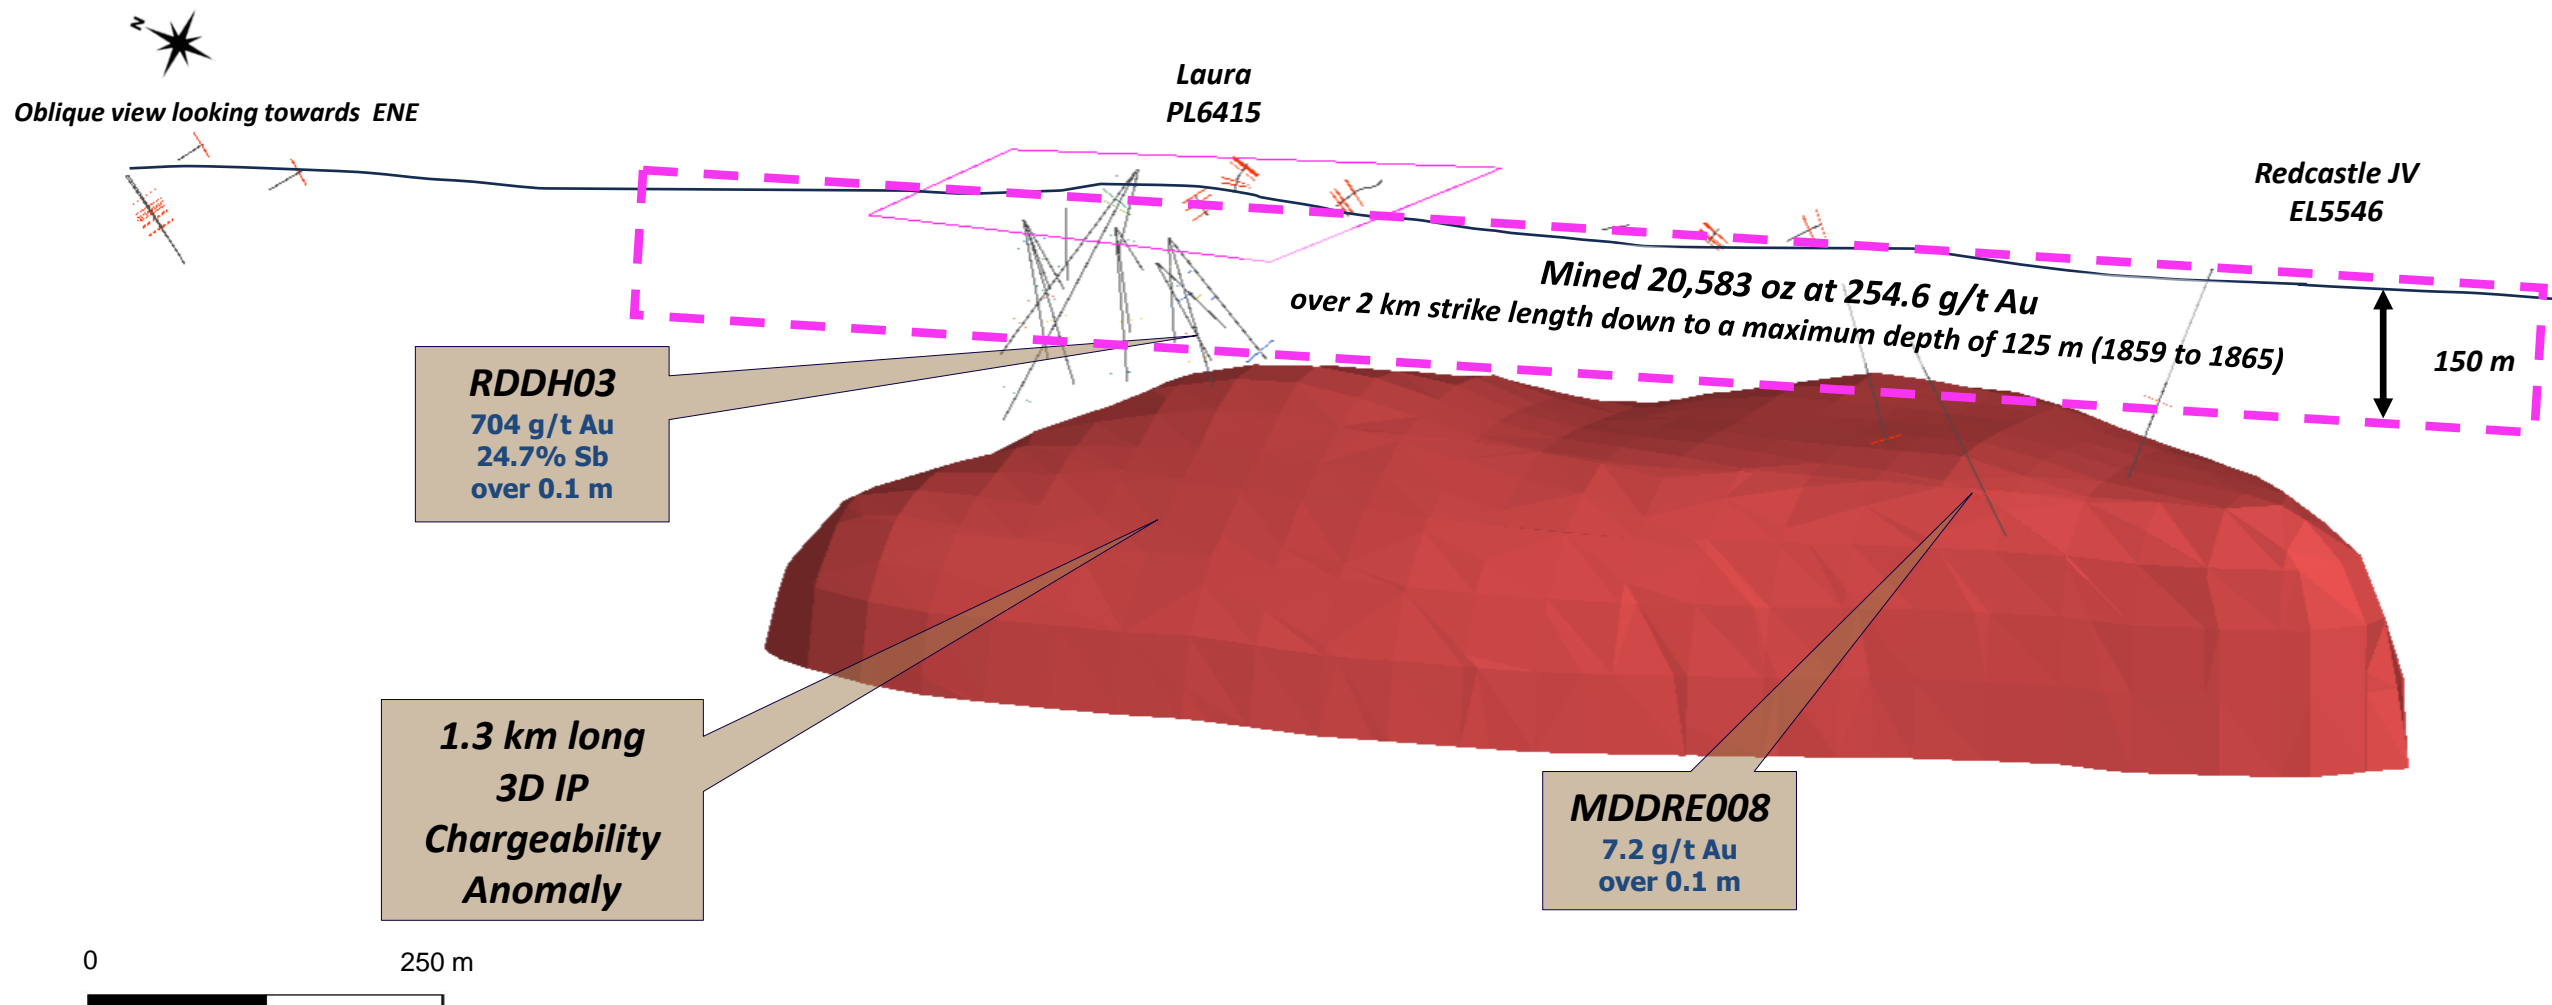 N
Oblique view looking towards ENE
Laura
PL6415
Redcastle JV
EL5546
Mined 20,583 oz at 254.6 g/t Au
over 2 km strike length down to a maximum depth of 125 m (1859 to 1865)
150 m
RDDH03
704 g/t Au
24.7% Sb
over 0.1 m
1.3 km long
3D IP
Chargeability
Anomaly
MDDRE008
7.2 g/t Au
over 0.1 m
0
250 m